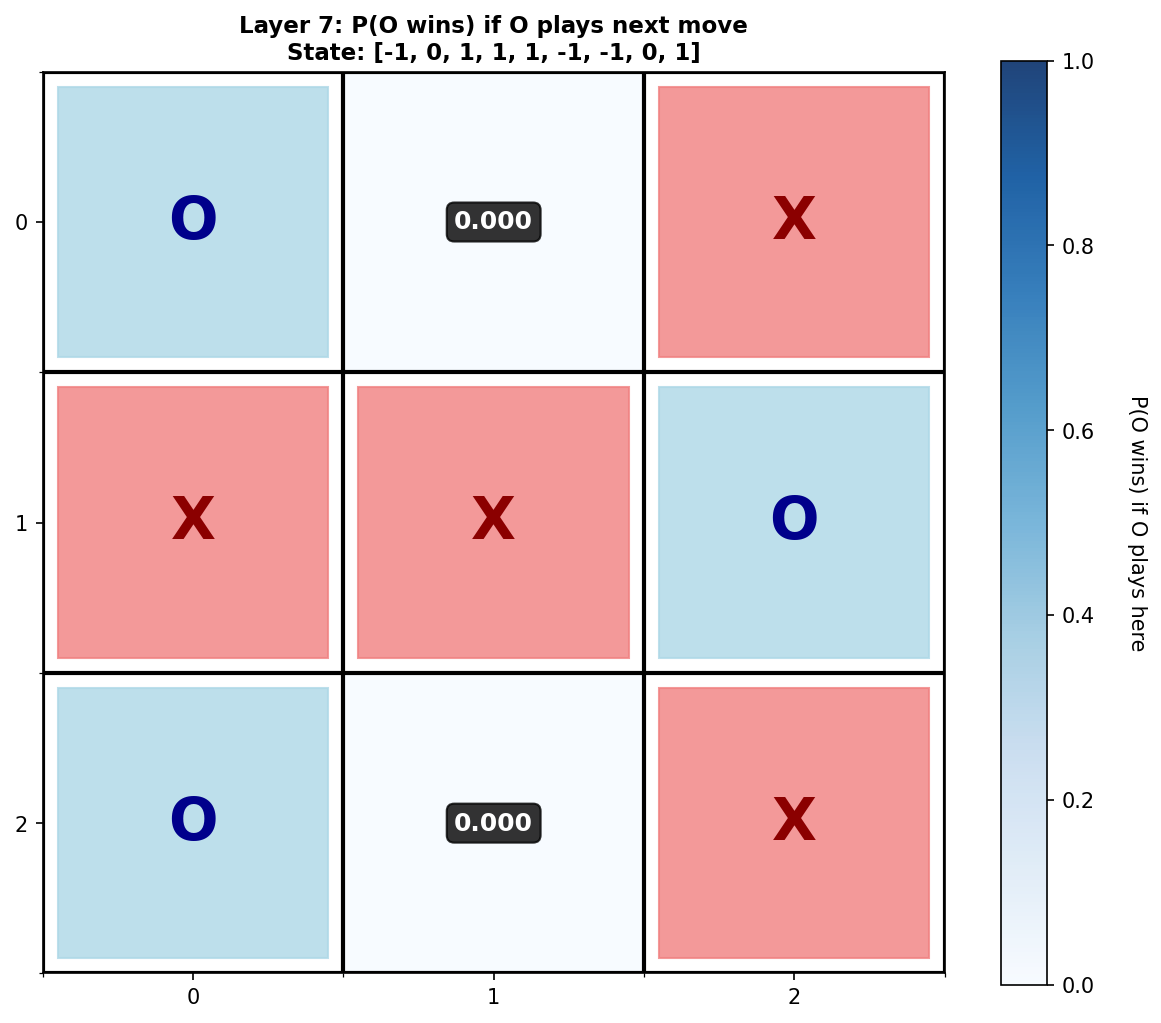 Layer 7: P(O wins) if O plays next move
State: [-1, 0, 1, 1, 1, -1, -1, 0, 1]
O
0.000
X
X
X
O
O
0.000
X
0
1
2
0
1
2
1.0
0.8
0.6
0.4
0.2
0.0
P(O wins) if O plays here